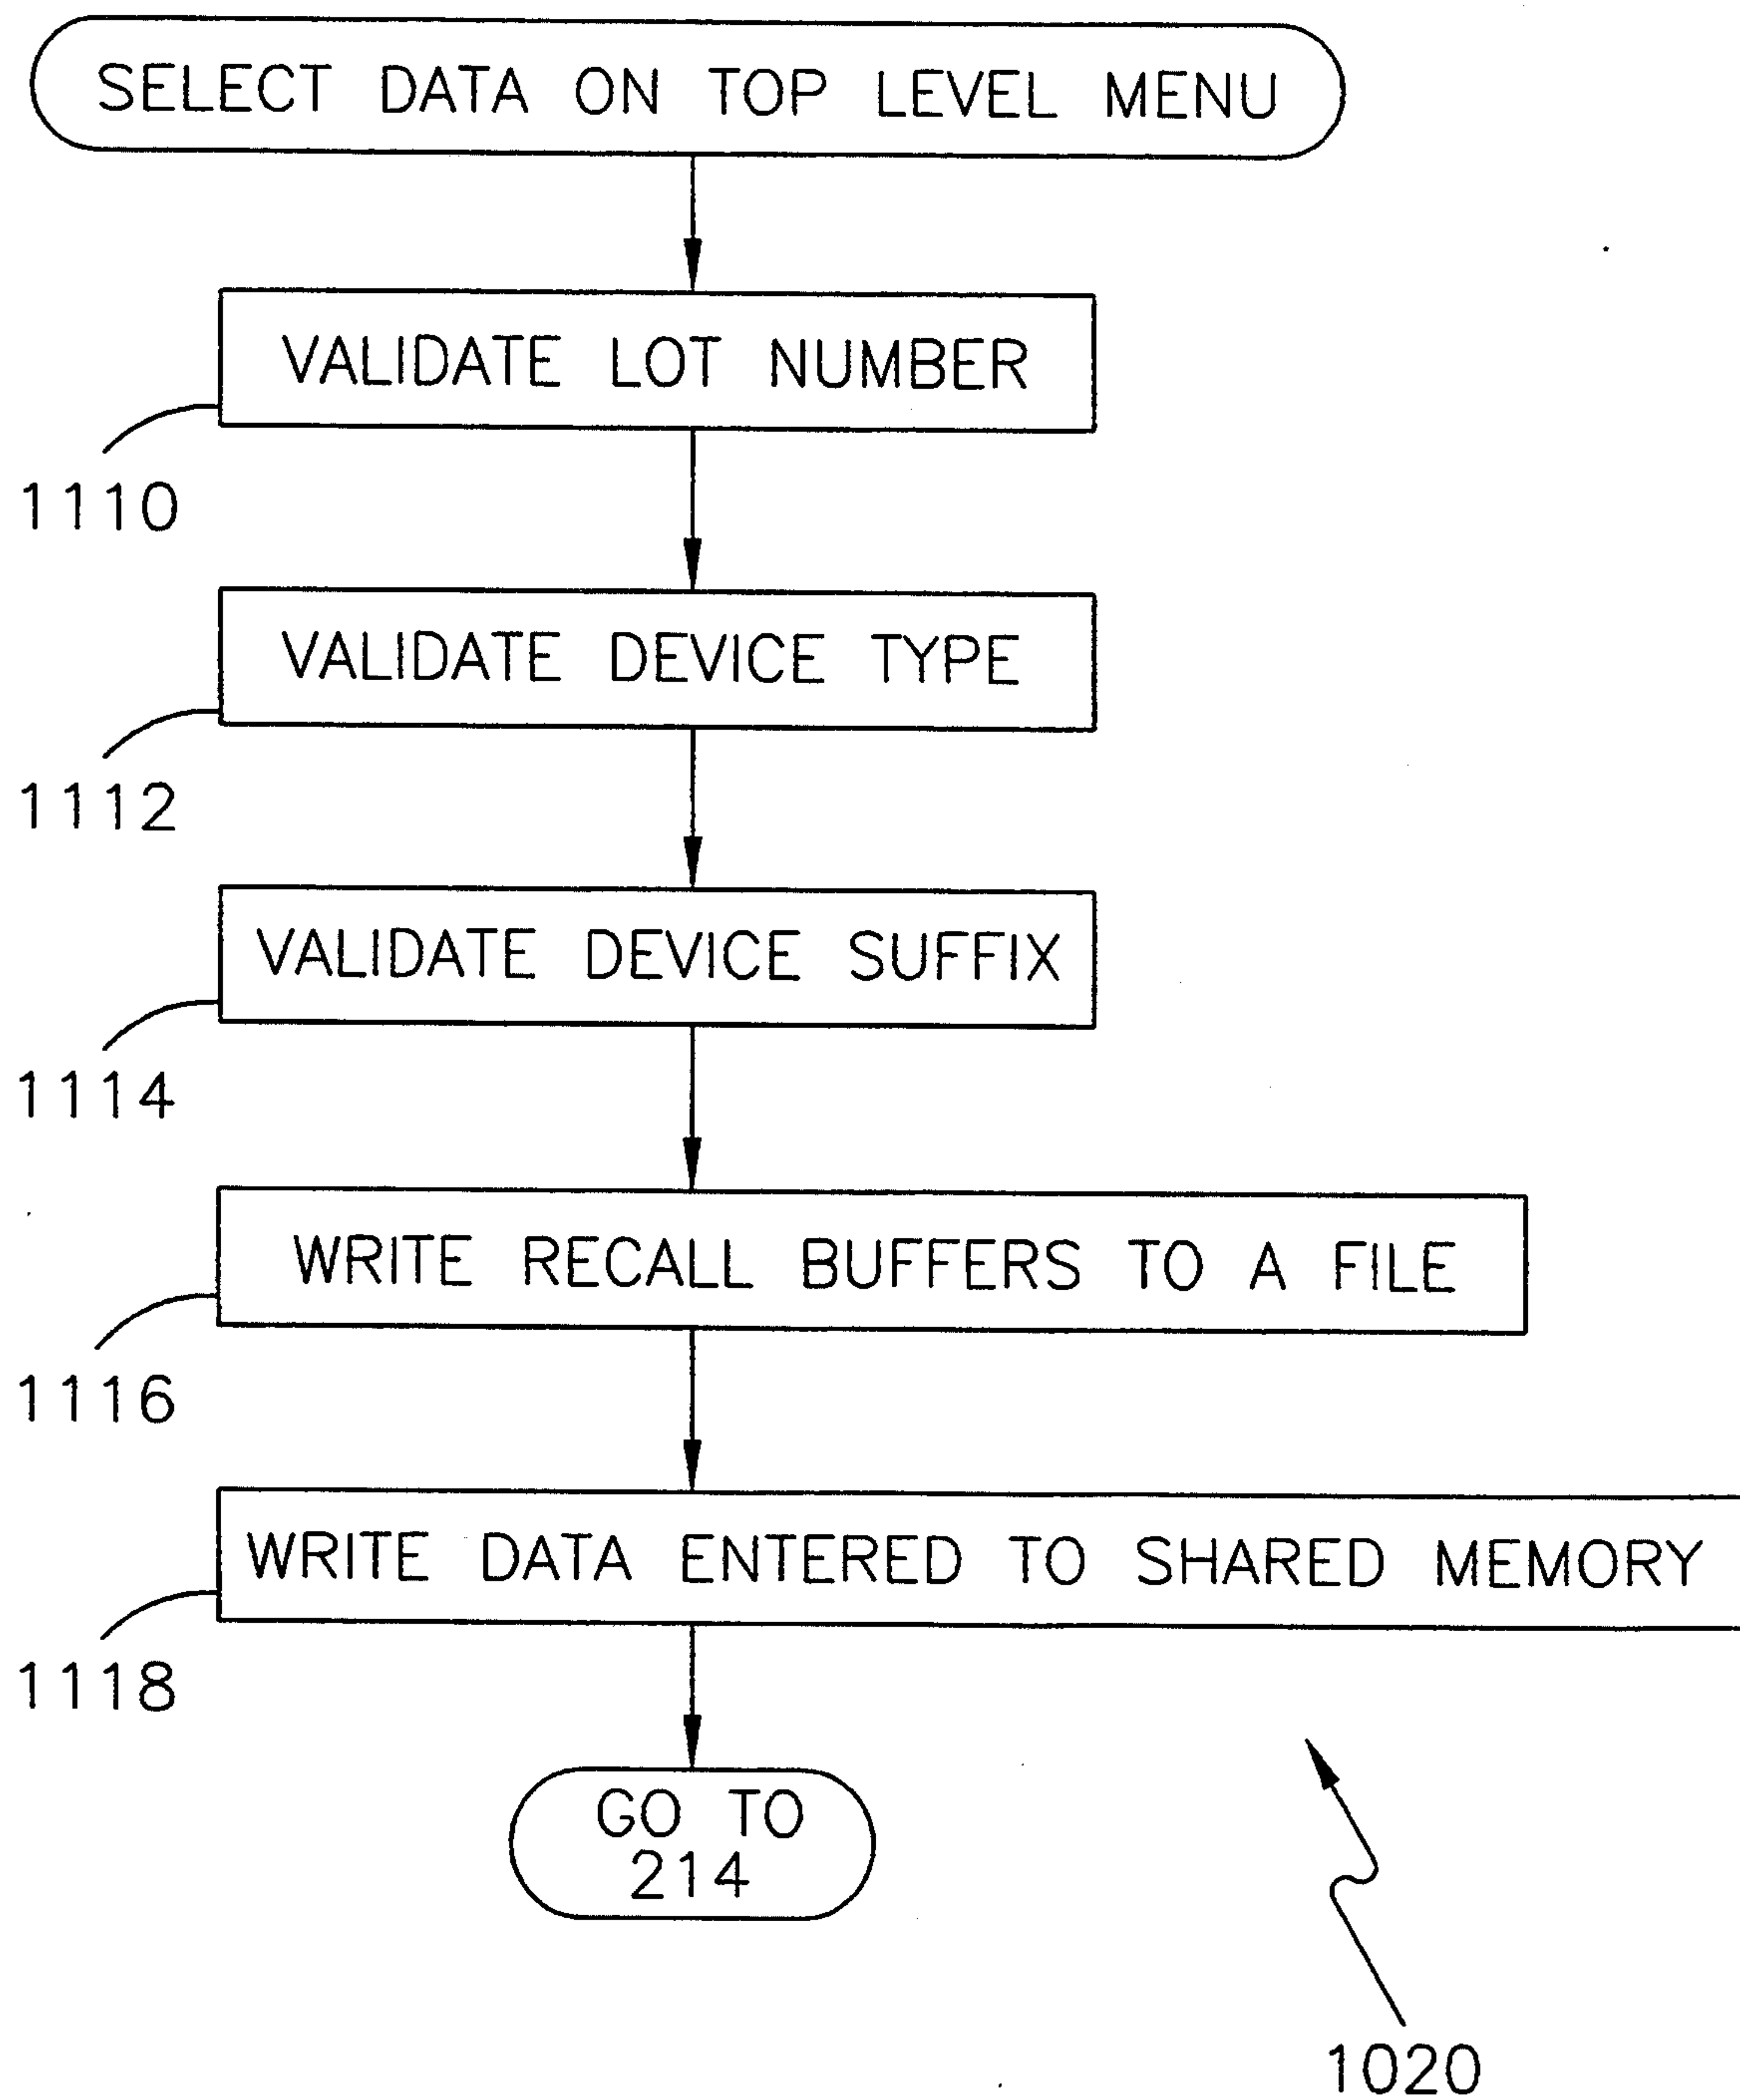 SELECT DATA ON TOP LEVEL MENU
VALIDATE LOT NUMBER
1110
VALIDATE DEVICE TYPE
1112
VALIDATE DEVICE SUFFIX
1114
WRITE RECALL BUFFERS TO A FILE
1116
WRITE DATA ENTERED TO SHARED MEMORY
1118
GO TO
214
1020